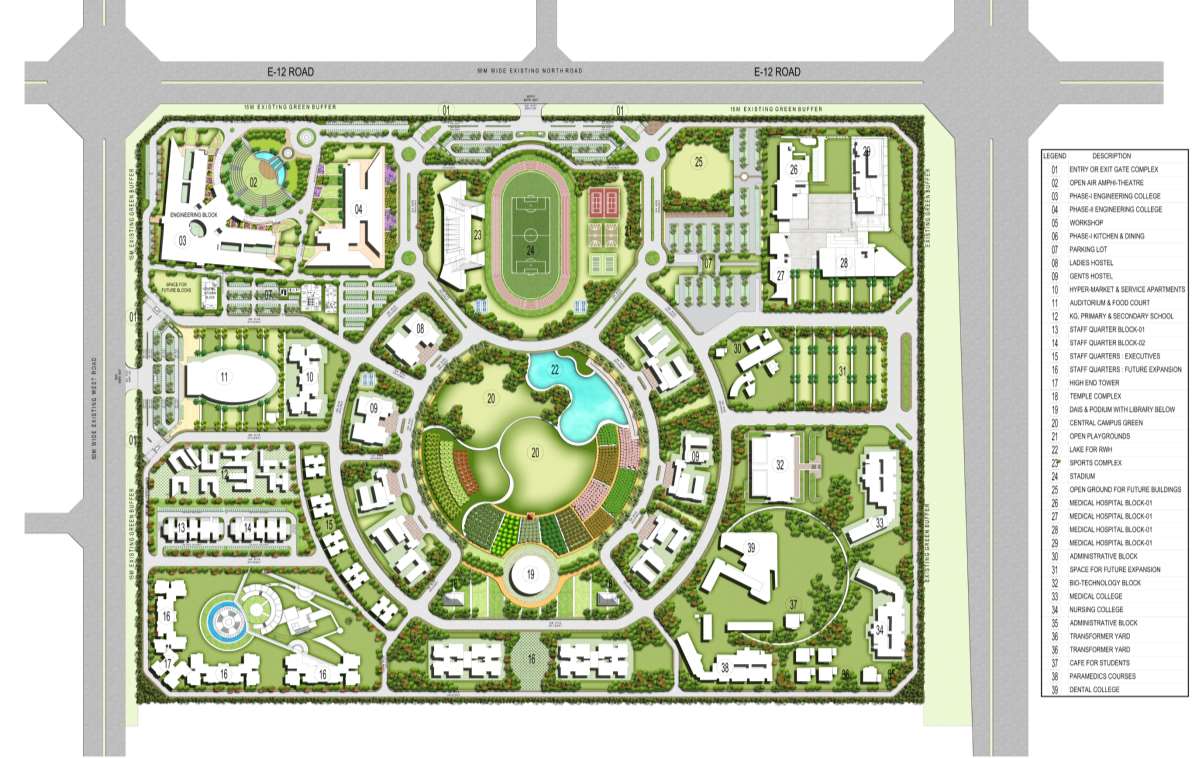 E-12 ROAD
50M WIDE EXISTING NORTH ROAD
E-12 ROAD
15M EXISTING GREEN BUFFER
01
01
15M EXISTING GREEN BUFFER
15M EXISTING GREEN BUFFER
EXISTING GREEN BUFFER
02
25
26
29
ENGINEERING BLOCK
04
03
23
24
28
07
27
SPACE FOR
FUTURE BLOCKS
07
01
08
22
30
31
11
10
20
09
01
20
09
32
12
13
14
15
33
39
19
37
16
34
17
16
16
16
38
15M EXISTING GREEN BUFFER
EXISTING GREEN BUFFER
LEGEND DESCRIPTION
01 ENTRY OR EXIT GATE COMPLEX
02 OPEN AIR AMPHI-THEATRE
03 PHASE-I ENGINEERING COLLEGE
04 PHASE-II ENGINEERING COLLEGE
05 WORKSHOP
06 PHASE-I KITCHEN & DINING
07 PARKING LOT
08 LADIES HOSTEL
09 GENTS HOSTEL
10 HYPER-MARKET & SERVICE APARTMENTS
11 AUDITORIUM & FOOD COURT
12 KG, PRIMARY & SECONDARY SCHOOL
13 STAFF QUARTER BLOCK-01
14 STAFF QUARTER BLOCK-02
15 STAFF QUARTERS : EXECUTIVES
16 STAFF QUARTERS : FUTURE EXPANSION
17 HIGH END TOWER
18 TEMPLE COMPLEX
19 DAIS & PODIUM WITH LIBRARY BELOW
20 CENTRAL CAMPUS GREEN
21 OPEN PLAYGROUNDS
22 LAKE FOR RWH
23 SPORTS COMPLEX
24 STADIUM
25 OPEN GROUND FOR FUTURE BUILDINGS
26 MEDICAL HOSPITAL BLOCK-01
27 MEDICAL HOSPITAL BLOCK-01
28 MEDICAL HOSPITAL BLOCK-01
29 MEDICAL HOSPITAL BLOCK-01
30 ADMINISTRATIVE BLOCK
31 SPACE FOR FUTURE EXPANSION
32 BIO-TECHNOLOGY BLOCK
33 MEDICAL COLLEGE
34 NURSING COLLEGE
35 ADMINISTRATIVE BLOCK
36 TRANSFORMER YARD
36 TRANSFORMER YARD
37 CAFE FOR STUDENTS
38 PARAMEDICS COURSES
39 DENTAL COLLEGE